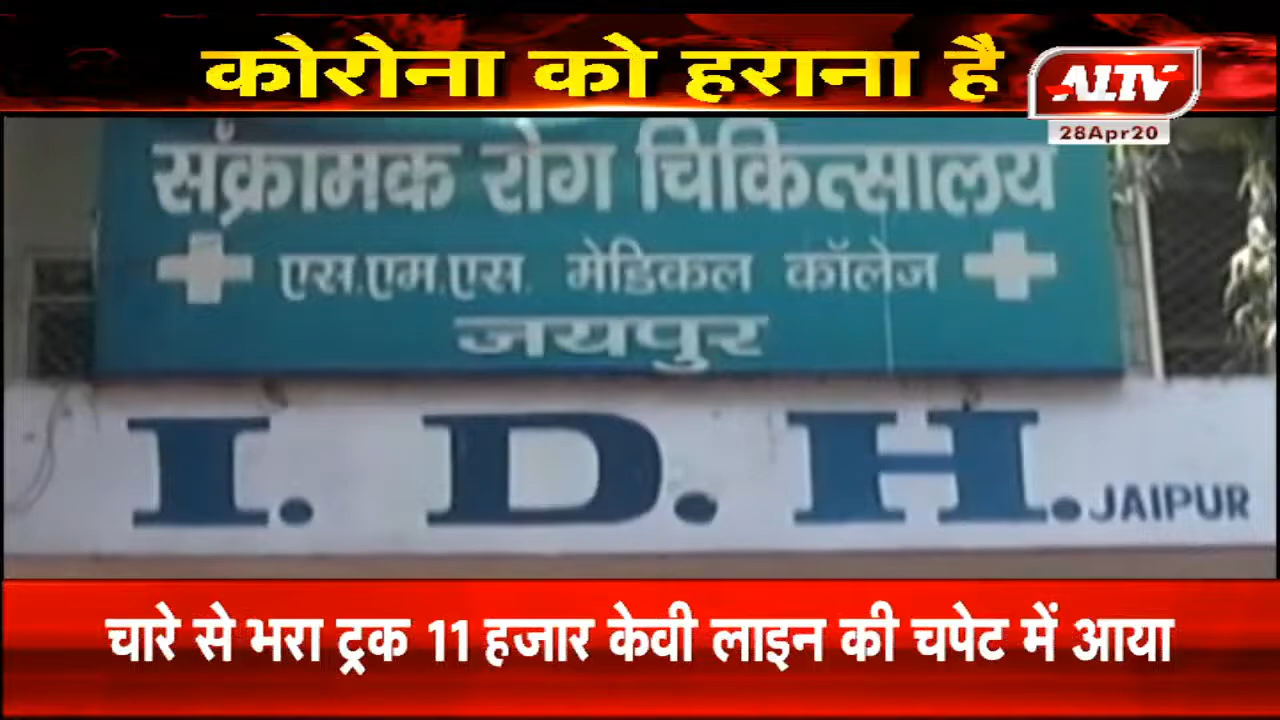 कोरोना को हराना है
ALTV
28Apr20
संक्रामक रोग चिकित्सालय
एस.एम.एस. मेडिकल कॉलेज
जयपुर
I. D. H. JAIPUR
चारे से भरा ट्रक 11 हजार केवी लाइन की चपेट में आया